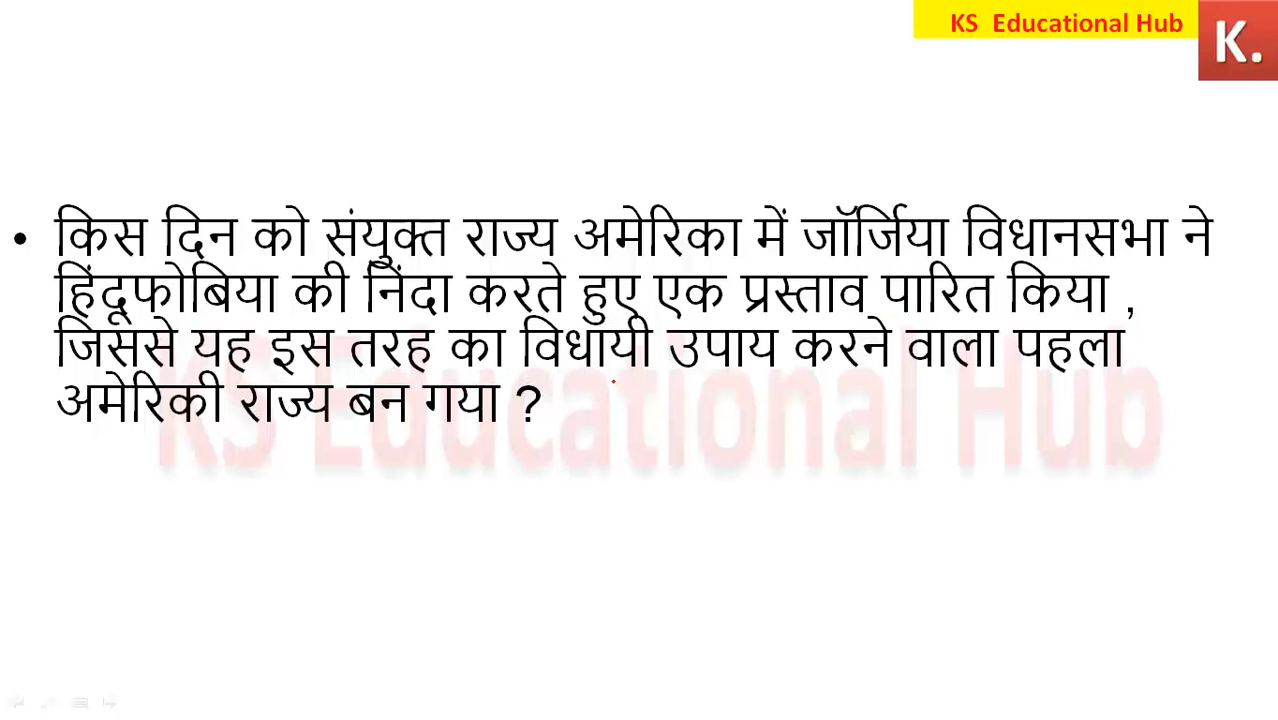 KS Educational Hub
K.
• किस दिन को संयुक्त राज्य अमेरिका में जॉर्जिया विधानसभा ने
हिंदूफोबिया की निंदा करते हुए एक प्रस्ताव पारित किया ,
जिससे यह इस तरह का विधायी उपाय करने वाला पहला
अमेरिकी राज्य बन गया ?
KS Educational Hub